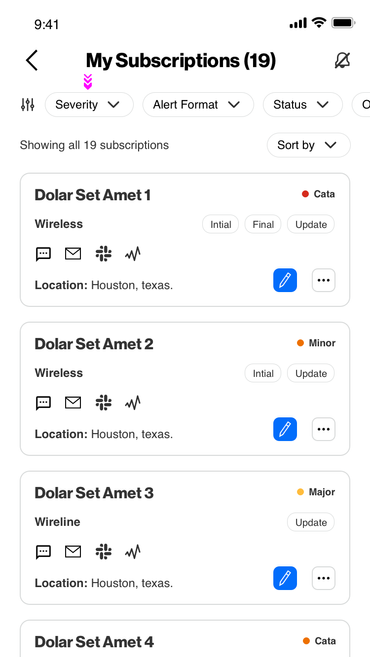 9:41
My Subscriptions (19)
Severity Alert Format Status O
Showing all 19 subscriptions Sort by
Dolar Set Amet 1 Cata
Wireless Intial Final Update
Location: Houston, texas.
Dolar Set Amet 2 Minor
Wireless Intial Update
Location: Houston, texas.
Dolar Set Amet 3 Major
Wireline Update
Location: Houston, texas.
Dolar Set Amet 4 Cata